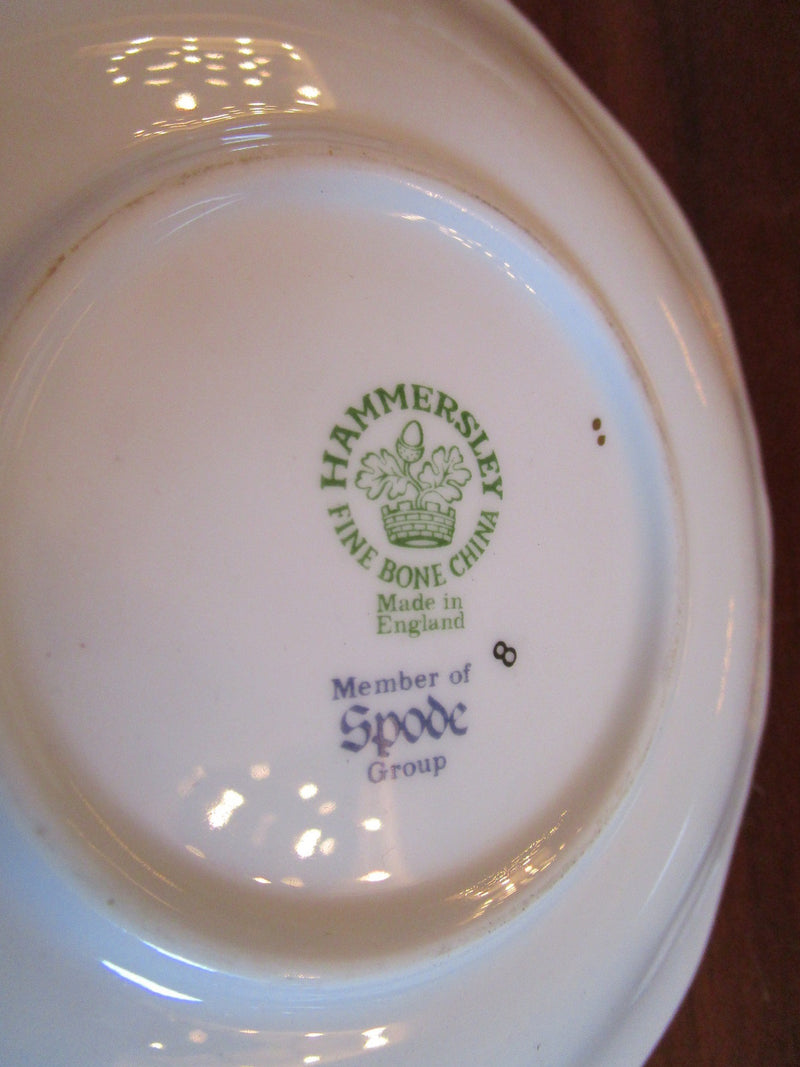 HAMMERSLEY
FINE BONE CHINA
Made in
England
8
Member of
Spode
Group